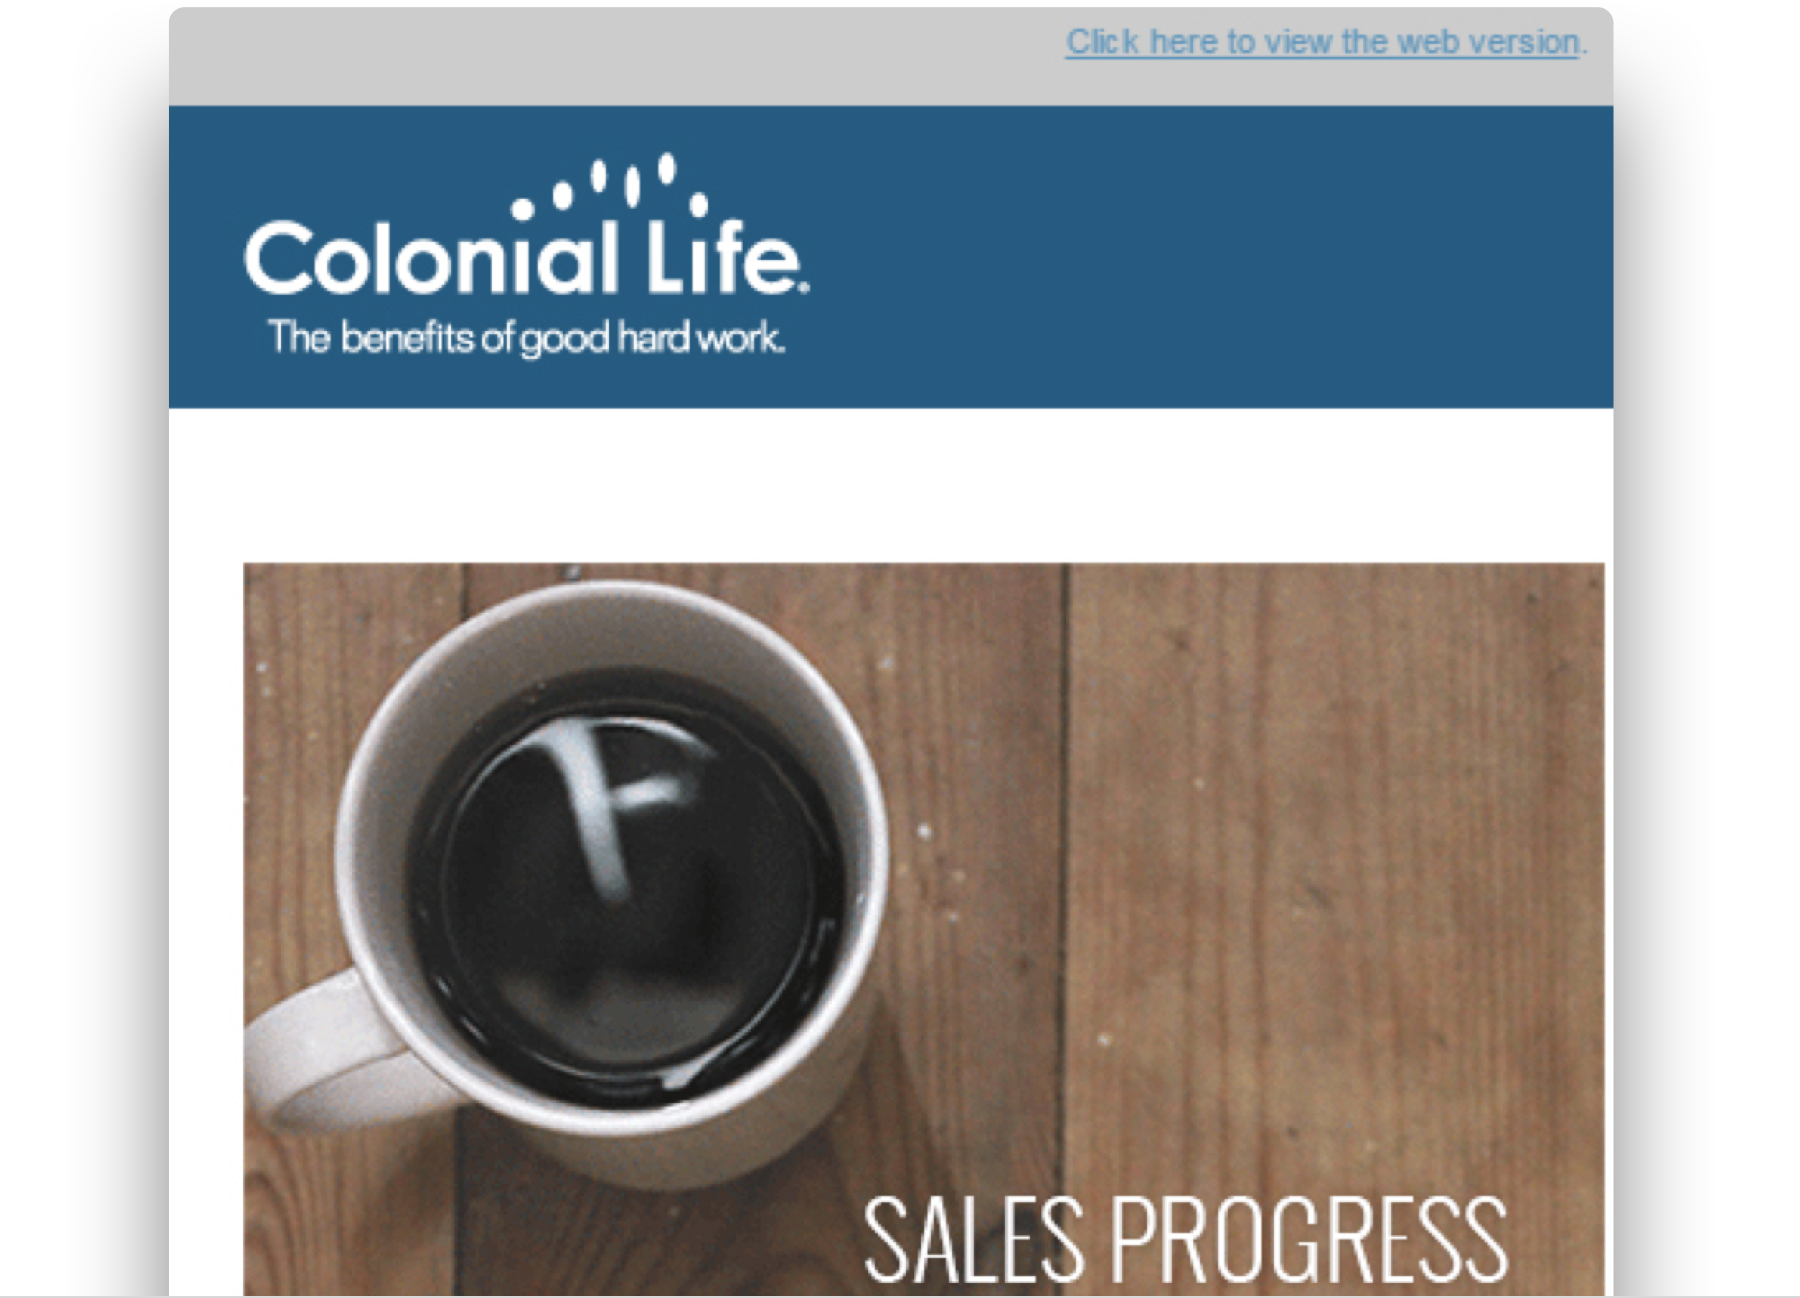 Click here to view the web version.
Colonial Life.
The benefits of good hard work.
SALES PROGRESS